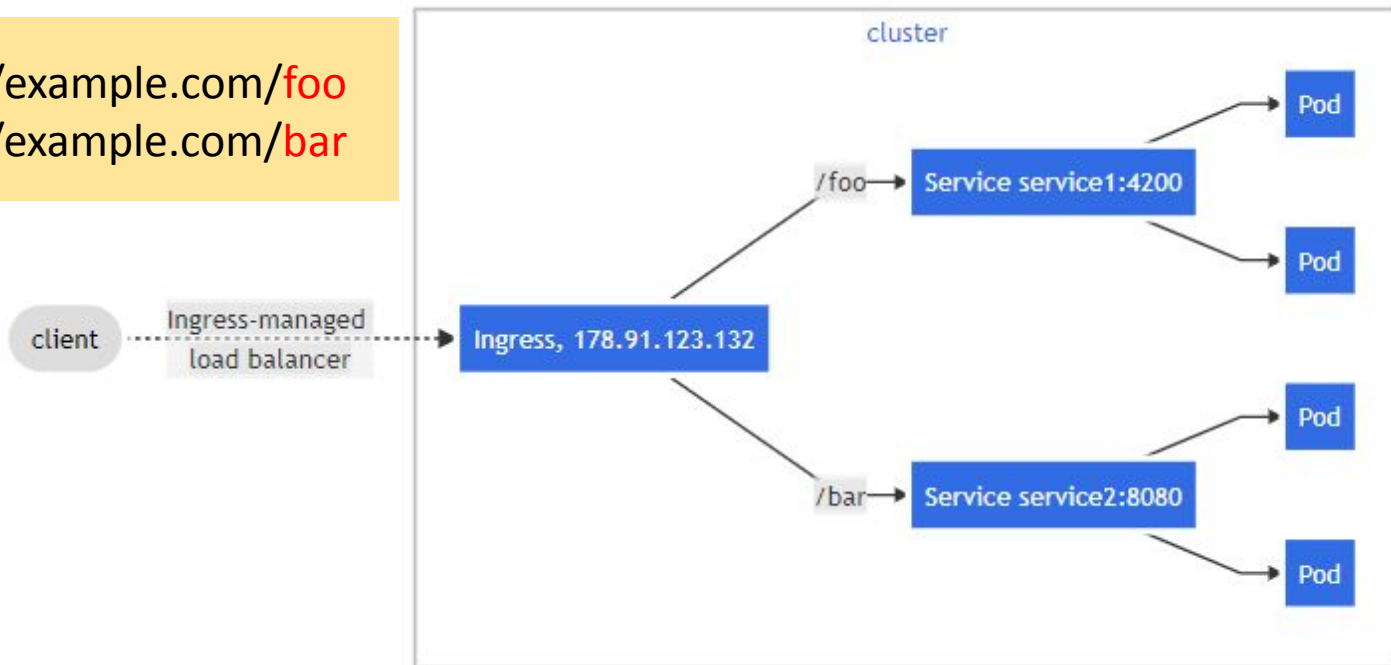 /example.com/foo
/example.com/bar
cluster
client
Ingress-managed
load balancer
Ingress, 178.91.123.132
/foo
Service service1:4200
Pod
Pod
/bar
Service service2:8080
Pod
Pod